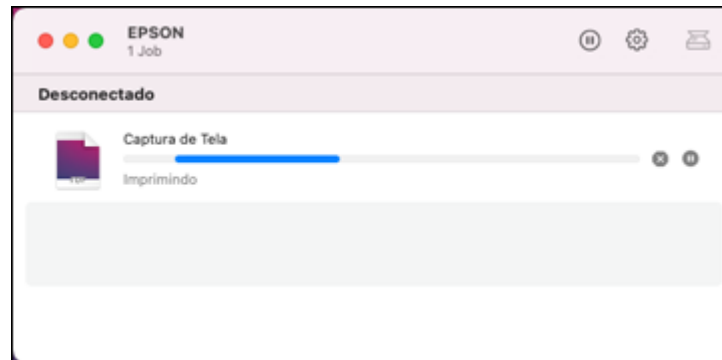 EPSON
1 Job
Desconectado
Captura de Tela
Imprimindo